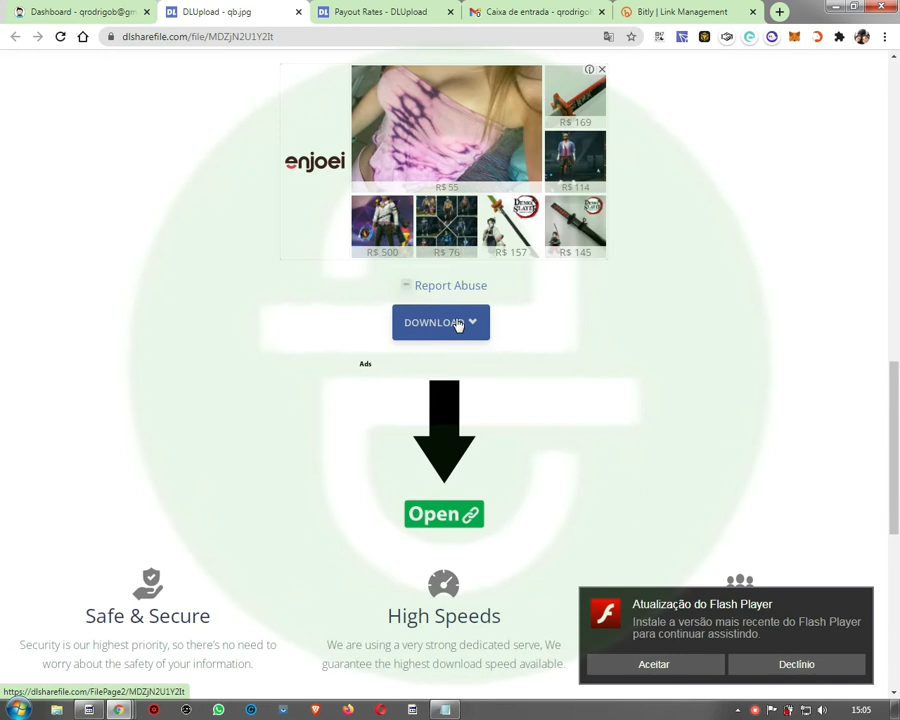 Dashboard - qrodrigob@gm
DLUpload - qb.jpg
Payout Rates - DLUpload
Caixa de entrada - qrodrigo
Bitly | Link Management
dlsharefile.com/file/MDZjN2U1Y2It
enjoei
R$ 55
R$ 169
R$ 114
R$ 500
R$ 76
R$ 157
R$ 145
DEMON SLAYER
DEMON SLAYER
Report Abuse
DOWNLOAD
Ads
Open
Safe & Secure
Security is our highest priority, so there's no need to
worry about the safety of your information.
High Speeds
We are using a very strong dedicated serve, We
guarantee the highest download speed available.
Atualização do Flash Player
Instale a versão mais recente do Flash Player
para continuar assistindo.
Aceitar
Declínio
https://dlsharefile.com/FilePage2/MDZjN2U1Y2It
15:05